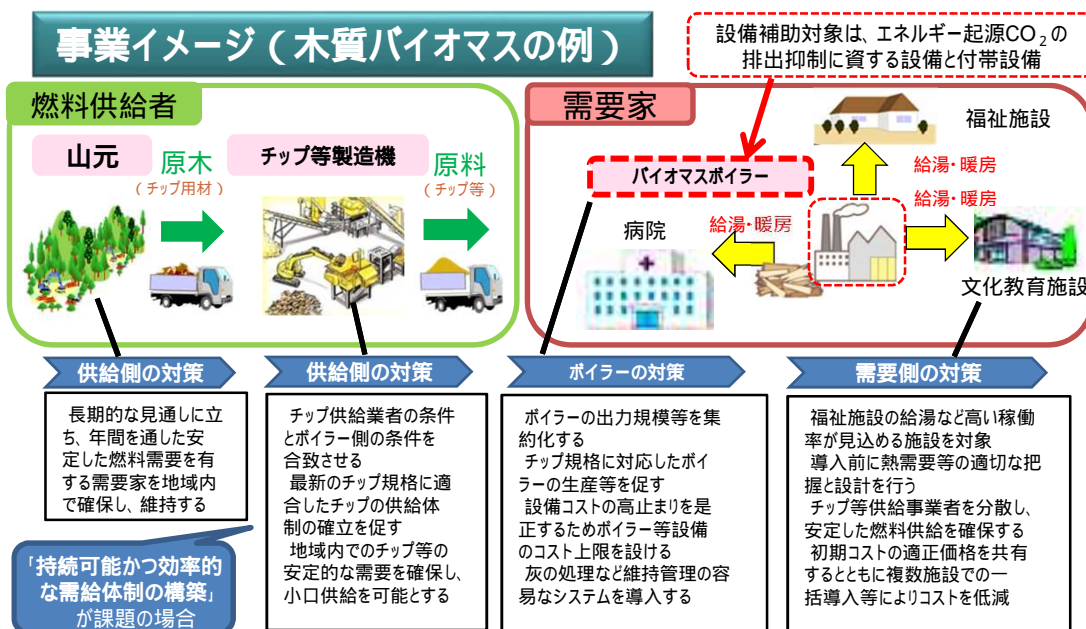 事業イメージ（木質バイオマスの例）
設備補助対象は、エネルギー起源CO2の
排出抑制に資する設備と付帯設備
燃料供給者
需要家
山元
原木
（チップ用材）
チップ等製造機
原料
（チップ等）
バイオマスボイラー
福祉施設
給湯・暖房
給湯・暖房
病院
給湯・暖房
文化教育施設
供給側の対策
長期的な見通しに立
ち、年間を通した安
定した燃料需要を有
する需要家を地域内
で確保し、維持する
「持続可能かつ効率的
な需給体制の構築」
が課題の場合
供給側の対策
チップ供給業者の条件
とボイラー側の条件を
合致させる
最新のチップ規格に適
合したチップの供給体
制の確立を促す
地域内でのチップ等の
安定的な需要を確保し、
小口供給を可能とする
ボイラーの対策
ボイラーの出力規模等を集
約化する
チップ規格に対応したボイ
ラーの生産等を促す
設備コストの高止まりを是
正するためボイラー等設備
のコスト上限を設ける
灰の処理など維持管理の容
易なシステムを導入する
需要側の対策
福祉施設の給湯など高い稼働
率が見込める施設を対象
導入前に熱需要等の適切な把
握と設計を行う
チップ等供給事業者を分散し、
安定した燃料供給を確保する
初期コストの適正価格を共有
するとともに複数施設での一
括導入等によりコストを低減